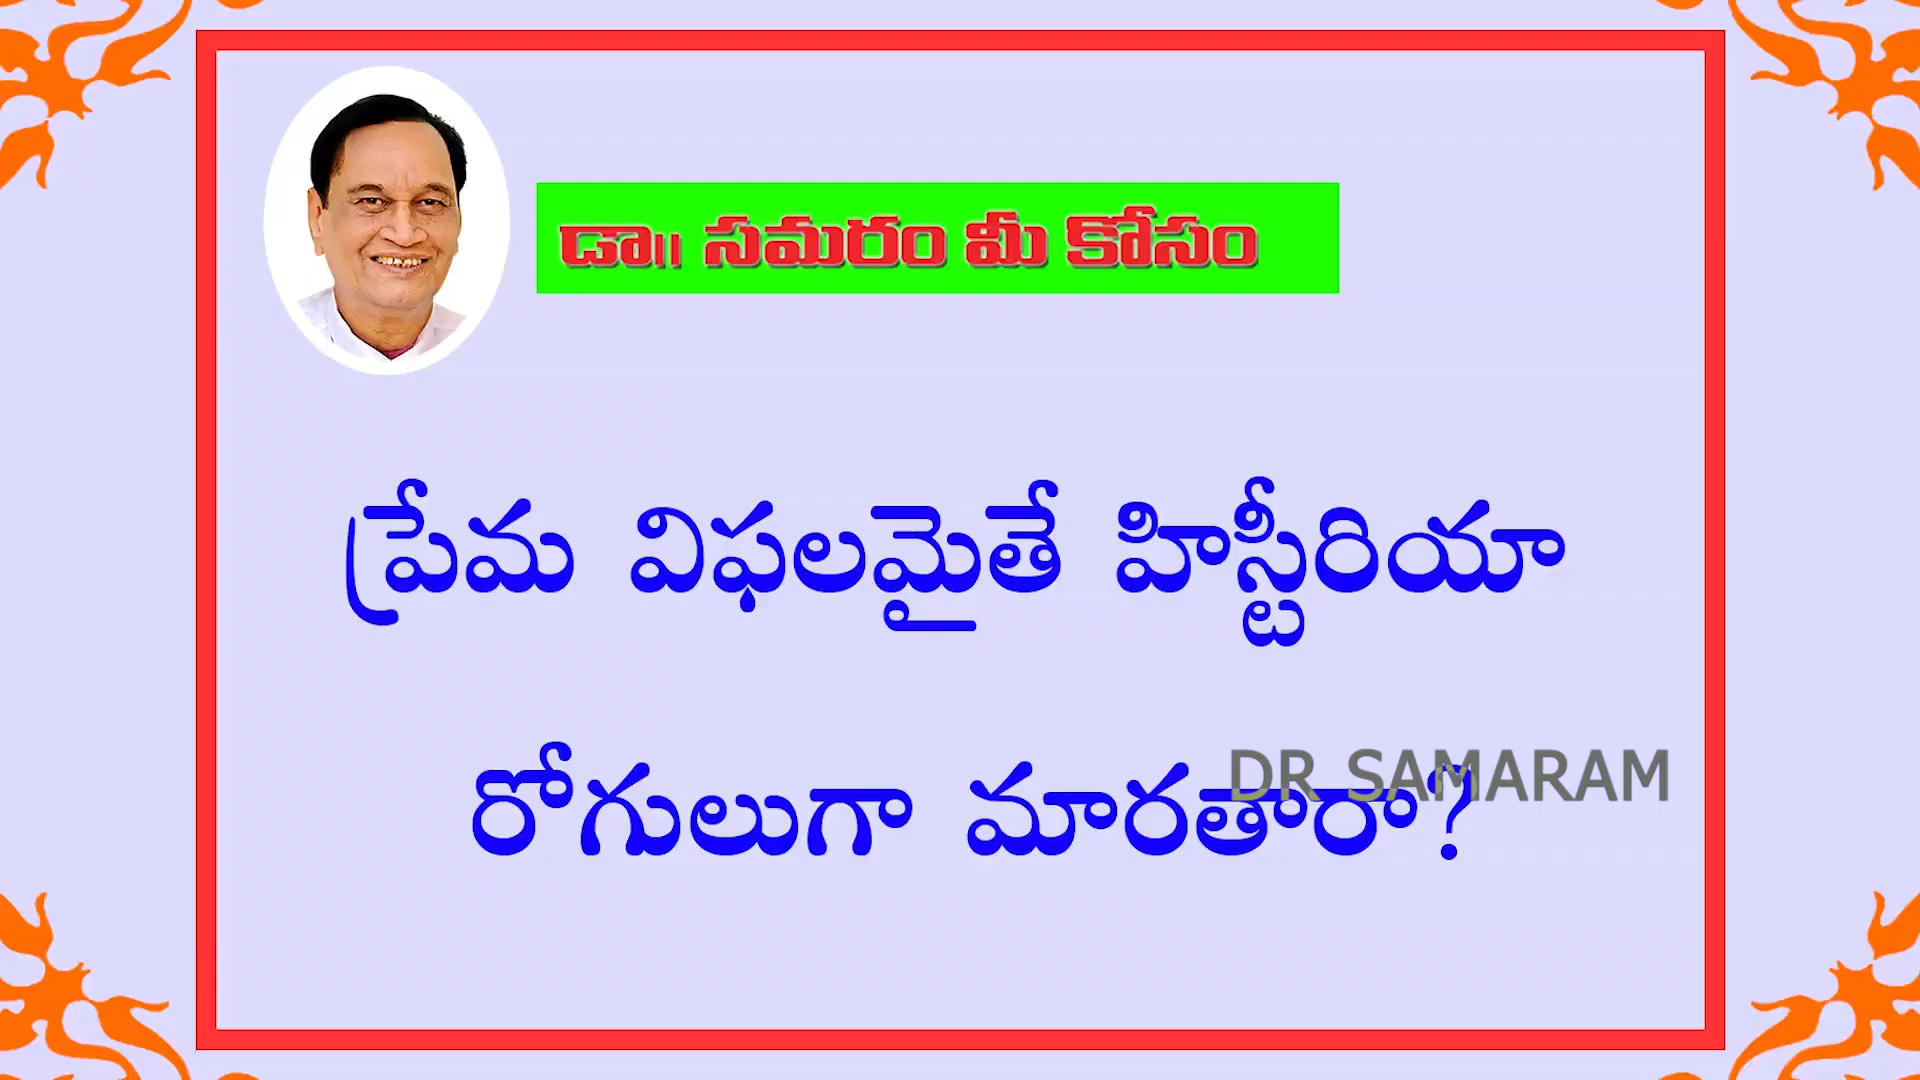 డా॥ సమరం మీ కోసం
ప్రేమ విఫలమైతే హిస్టీరియా
రోగులుగా మారతారా?
DR SAMARAM